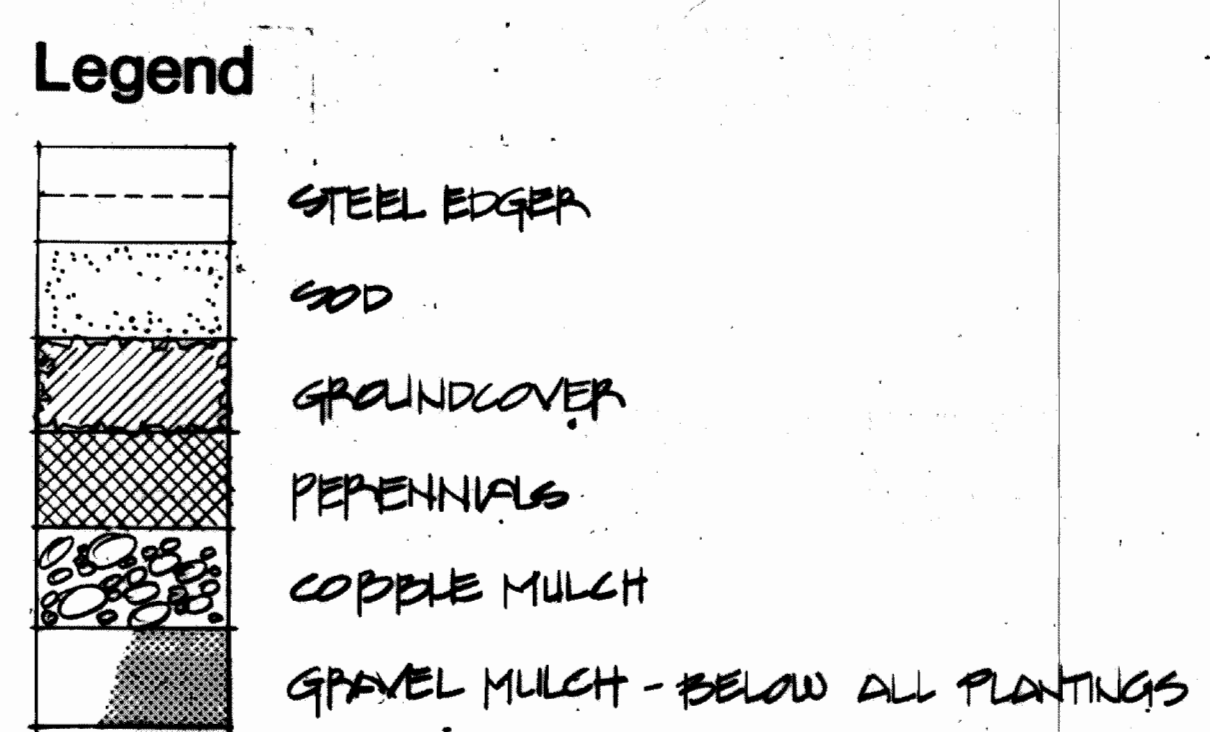 Legend
STEEL EDGER
SOD
GROUNDCOVER
PERENNIALS
COBBLE MULCH
GRAVEL MULCH - BELOW ALL PLANTINGS